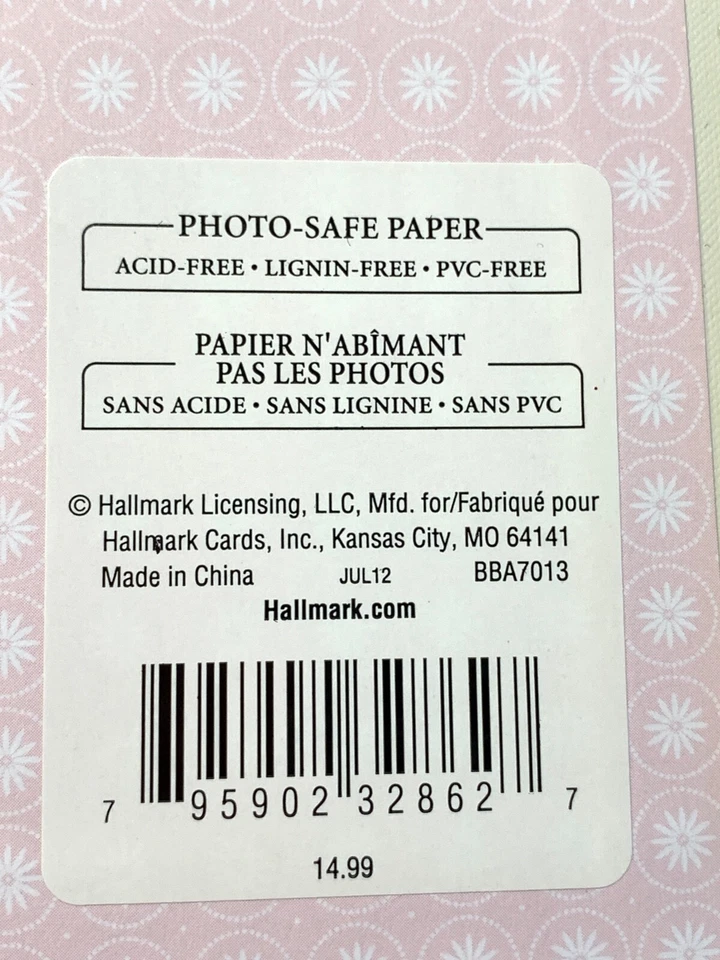 PHOTO-SAFE PAPER
ACID-FREE • LIGNIN-FREE • PVC-FREE
PAPIER N'ABÎMANT
PAS LES PHOTOS
SANS ACIDE • SANS LIGNINE • SANS PVC
© Hallmark Licensing, LLC, Mfd. for/Fabriqué pour
Hallmark Cards, Inc., Kansas City, MO 64141
Made in China JUL12 BBA7013
Hallmark.com
7 95902 32862 7
14.99